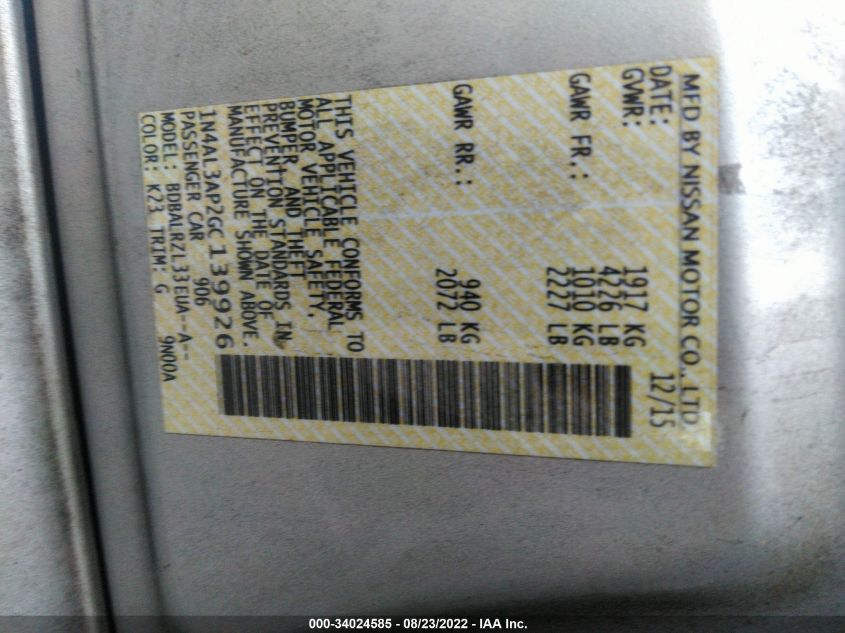 MFD BY NISSAN MOTOR CO., LTD.
DATE: 12/15
GVWR: 1917 KG
4226 LB
GAWR FR.: 1010 KG
2227 LB
GAWR RR.: 940 KG
2072 LB
THIS VEHICLE CONFORMS TO
ALL APPLICABLE FEDERAL
MOTOR VEHICLE SAFETY,
BUMPER, AND THEFT
PREVENTION STANDARDS IN
EFFECT ON THE DATE OF
MANUFACTURE SHOWN ABOVE.
1N4AL3AP2GC139926
PASSENGER CAR 906
MODEL: BDBALRZL33EUA--A--
COLOR: K23 TRIM: G 9N00A
000-34024585 - 08/23/2022 - IAA Inc.